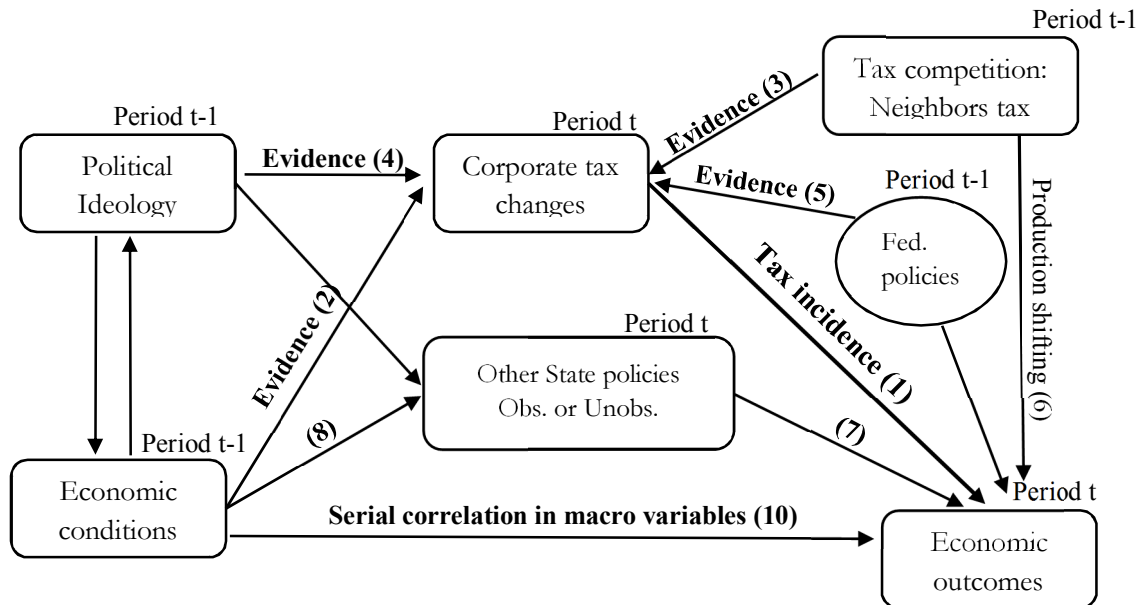 Period t-1
Tax competition:
Neighbors tax
Evidence (3)
Period t-1
Political
Ideology
Evidence (4)
Period t
Corporate tax
changes
Evidence (5)
Period t-1
Fed.
policies
Production shifting (6)
Tax incidence (1)
Evidence (2)
Period t
Other State policies
Obs. or Unobs.
(8)
(7)
Period t-1
Economic
conditions
Serial correlation in macro variables (10)
Period t
Economic
outcomes